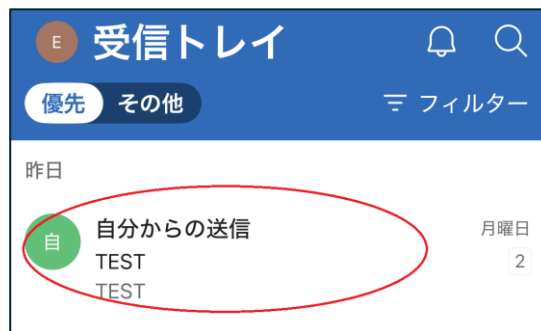 E 受信トレイ
優先 その他 フィルター
昨日
自 自分からの送信 月曜日
TEST 2
TEST